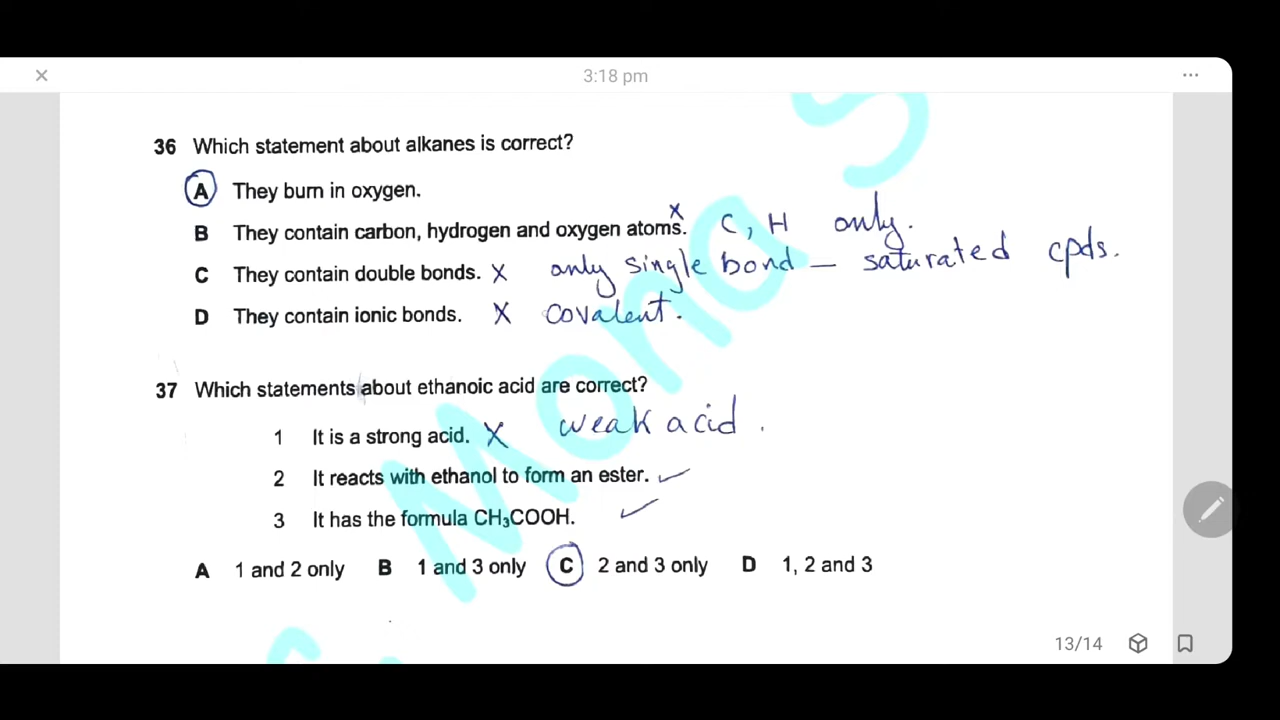 3:18 pm
36 Which statement about alkanes is correct?
A They burn in oxygen.
B They contain carbon, hydrogen and oxygen atoms. X C, H only.
C They contain double bonds. X only single bond – saturated cpds.
D They contain ionic bonds. X covalent.
37 Which statements about ethanoic acid are correct?
1 It is a strong acid. X weak acid.
2 It reacts with ethanol to form an ester. ✓
3 It has the formula CH₃COOH. ✓
A 1 and 2 only B 1 and 3 only C 2 and 3 only D 1, 2 and 3
13/14
Mona S